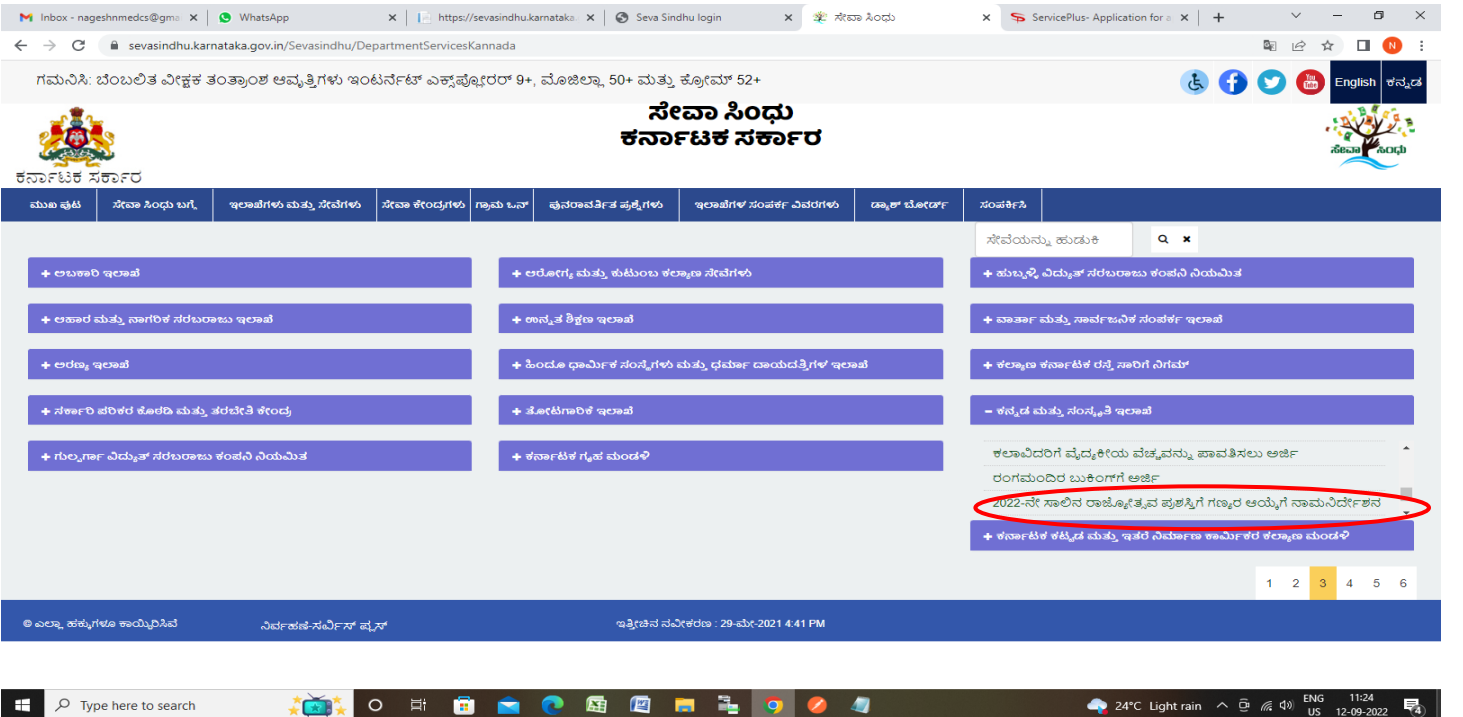 Inbox - nageshnmedcs@gma
WhatsApp
https://sevasindhu.karnataka.
Seva Sindhu login
ಸೇವಾ ಸಿಂಧು
ServicePlus- Application for a
sevasindhu.karnataka.gov.in/Sevasindhu/DepartmentServicesKannada
ಗಮನಿಸಿ: ಬೆಂಬಲಿತ ವೀಕ್ಷಕ ತಂತ್ರಾಂಶ ಆವೃತ್ತಿಗಳು ಇಂಟರ್ನೆಟ್ ಎಕ್ಸ್‌ಪ್ಲೋರರ್ 9+, ಮೊಜಿಲ್ಲಾ 50+ ಮತ್ತು ಕ್ರೋಮ್ 52+
English ಕನ್ನಡ
ಸೇವಾ ಸಿಂಧು
ಕರ್ನಾಟಕ ಸರ್ಕಾರ
ಕರ್ನಾಟಕ ಸರ್ಕಾರ
ಸೇವಾ ಸಿಂಧು
ಮುಖ ಪುಟ ಸೇವಾ ಸಿಂಧು ಬಗ್ಗೆ ಇಲಾಖೆಗಳು ಮತ್ತು ಸೇವೆಗಳು ಸೇವಾ ಕೇಂದ್ರಗಳು ಗ್ರಾಮ ಒನ್ ಪುನರಾವರ್ತಿತ ಪ್ರಶ್ನೆಗಳು ಇಲಾಖೆಗಳ ಸಂಪರ್ಕ ವಿವರಗಳು ಡ್ಯಾಶ್ ಬೋರ್ಡ್ ಸಂಪರ್ಕಿಸಿ
ಸೇವೆಯನ್ನು ಹುಡುಕಿ
+ ಅಬಕಾರಿ ಇಲಾಖೆ
+ ಆರೋಗ್ಯ ಮತ್ತು ಕುಟುಂಬ ಕಲ್ಯಾಣ ಸೇವೆಗಳು
+ ಹುಬ್ಬಳ್ಳಿ ವಿದ್ಯುತ್ ಸರಬರಾಜು ಕಂಪನಿ ನಿಯಮಿತ
+ ಆಹಾರ ಮತ್ತು ನಾಗರಿಕ ಸರಬರಾಜು ಇಲಾಖೆ
+ ಉನ್ನತ ಶಿಕ್ಷಣ ಇಲಾಖೆ
+ ವಾರ್ತಾ ಮತ್ತು ಸಾರ್ವಜನಿಕ ಸಂಪರ್ಕ ಇಲಾಖೆ
+ ಅರಣ್ಯ ಇಲಾಖೆ
+ ಹಿಂದೂ ಧಾರ್ಮಿಕ ಸಂಸ್ಥೆಗಳು ಮತ್ತು ಧರ್ಮಾದಾಯದತ್ತಿಗಳ ಇಲಾಖೆ
+ ಕಲ್ಯಾಣ ಕರ್ನಾಟಕ ರಸ್ತೆ ಸಾರಿಗೆ ನಿಗಮ್
+ ಸರ್ಕಾರಿ ಪರಿಕರ ಕೊಠಡಿ ಮತ್ತು ತರಬೇತಿ ಕೇಂದ್ರ
+ ತೋಟಗಾರಿಕೆ ಇಲಾಖೆ
– ಕನ್ನಡ ಮತ್ತು ಸಂಸ್ಕೃತಿ ಇಲಾಖೆ
+ ಗುಲ್ಬರ್ಗಾ ವಿದ್ಯುತ್ ಸರಬರಾಜು ಕಂಪನಿ ನಿಯಮಿತ
+ ಕರ್ನಾಟಕ ಗೃಹ ಮಂಡಳಿ
ಕಲಾವಿದರಿಗೆ ವೈದ್ಯಕೀಯ ವೆಚ್ಚವನ್ನು ಪಾವತಿಸಲು ಅರ್ಜಿ
ರಂಗಮಂದಿರ ಬುಕಿಂಗ್‌ಗೆ ಅರ್ಜಿ
2022-ನೇ ಸಾಲಿನ ರಾಜ್ಯೋತ್ಸವ ಪ್ರಶಸ್ತಿಗೆ ಗಣ್ಯರ ಆಯ್ಕೆಗೆ ನಾಮನಿರ್ದೇಶನ
+ ಕರ್ನಾಟಕ ಕಟ್ಟಡ ಮತ್ತು ಇತರೆ ನಿರ್ಮಾಣ ಕಾರ್ಮಿಕರ ಕಲ್ಯಾಣ ಮಂಡಳಿ
1 2 3 4 5 6
© ಎಲ್ಲಾ ಹಕ್ಕುಗಳೂ ಕಾಯ್ದಿರಿಸಿವೆ
ನಿರ್ವಹಣೆ-ಸರ್ವಿಸ್ ಪ್ಲಸ್
ಇತ್ತೀಚಿನ ನವೀಕರಣ : 29-ಮೇ-2021 4:41 PM
Type here to search
24°C Light rain
ENG
US
11:24
12-09-2022
4